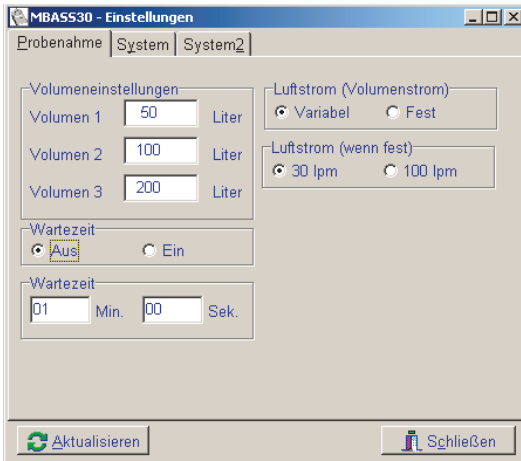 MBASS30 - Einstellungen
Probenahme System System2
Volumeneinstellungen
Volumen 1 50 Liter
Volumen 2 100 Liter
Volumen 3 200 Liter
Wartezeit
Aus Ein
Wartezeit
01 Min. 00 Sek.
Luftstrom (Volumenstrom)
Variabel Fest
Luftstrom (wenn fest)
30 lpm 100 lpm
Aktualisieren
Schließen